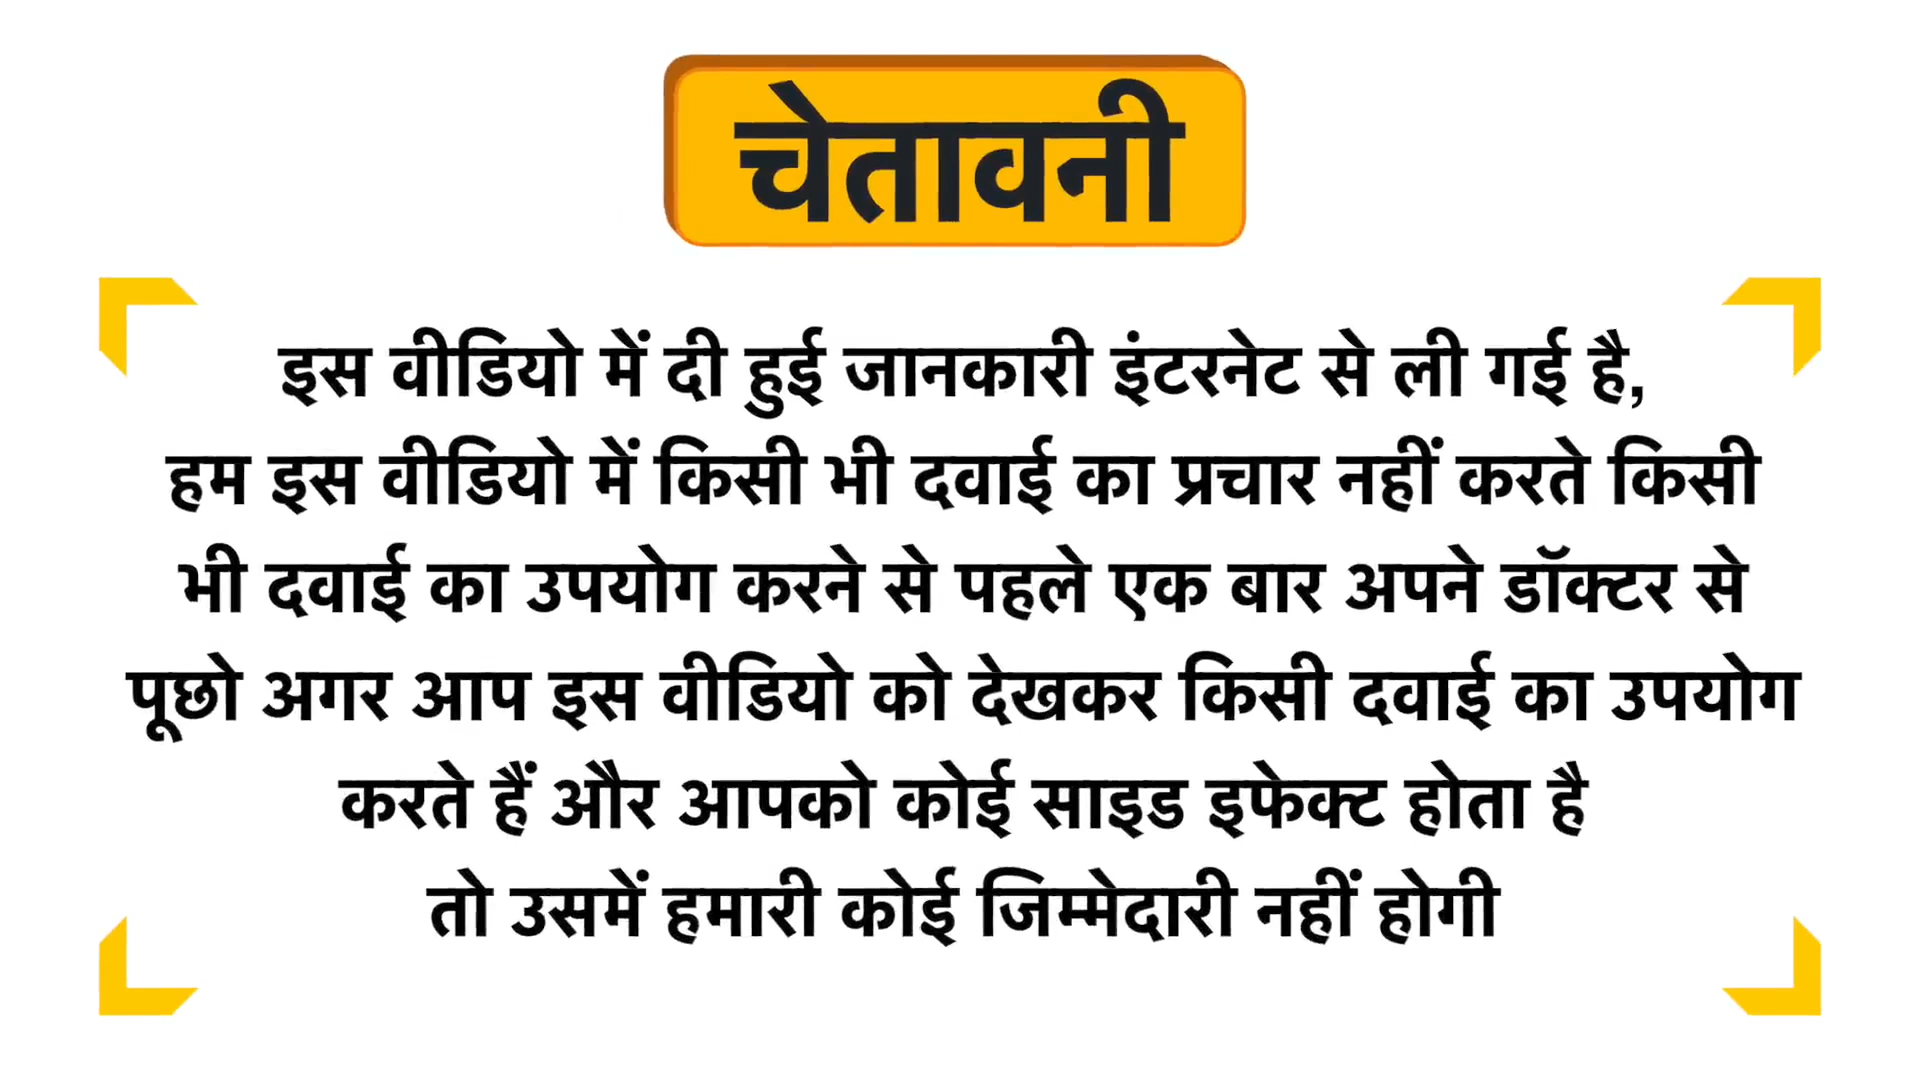 चेतावनी
इस वीडियो में दी हुई जानकारी इंटरनेट से ली गई है,
हम इस वीडियो में किसी भी दवाई का प्रचार नहीं करते किसी
भी दवाई का उपयोग करने से पहले एक बार अपने डॉक्टर से
पूछो अगर आप इस वीडियो को देखकर किसी दवाई का उपयोग
करते हैं और आपको कोई साइड इफेक्ट होता है
तो उसमें हमारी कोई जिम्मेदारी नहीं होगी